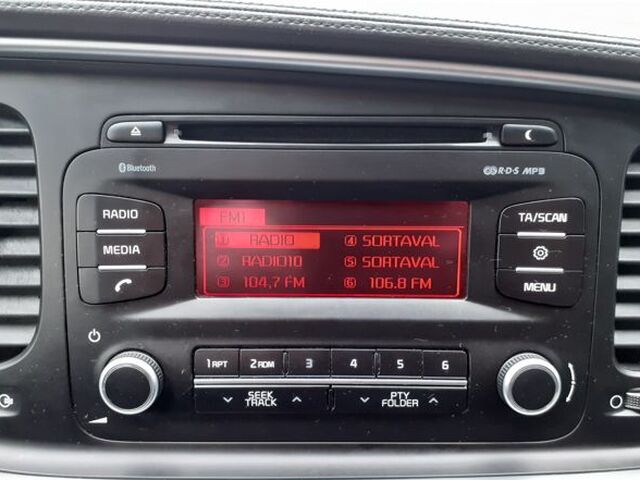 Bluetooth R·D·S MP3
RADIO
MEDIA
FM1
1 RADIO 4 SORTAVAL
2 RADIO10 5 SORTAVAL
3 104,7 FM 6 106.8 FM
TA/SCAN
MENU
1 RPT 2 RDM 3 4 5 6
SEEK
TRACK
PTY
FOLDER